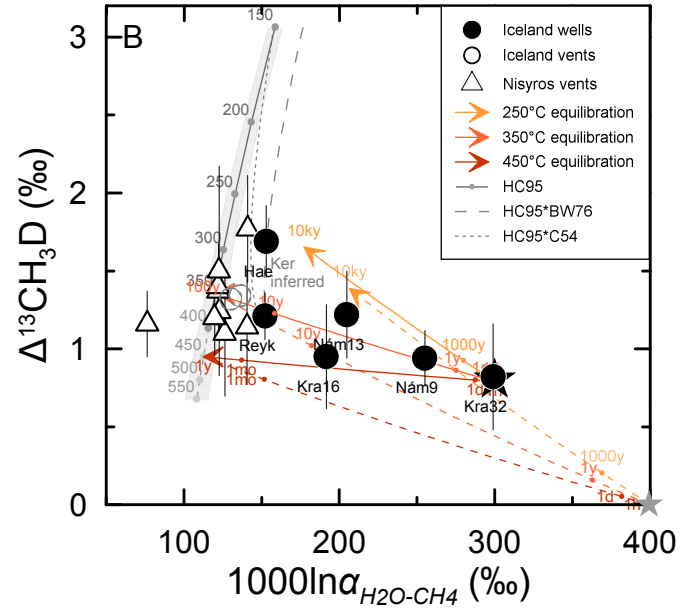 B
Iceland wells
Iceland vents
Nisyros vents
250°C equilibration
350°C equilibration
450°C equilibration
HC95
HC95*BW76
HC95*C54
3
2
1
0
Δ¹³CH₃D (‰)
150
200
250
300
350
400
450
500
550
10ky
Hae
Ker
inferred
10ky
100y
10y
Reyk
Nám13
10y
1000y
1y
1mo
1mo
Kra16
Nám9
1y
1d
Kra32
1000y
1y
1d
1h
100
200
300
400
1000lnα H2O-CH4 (‰)